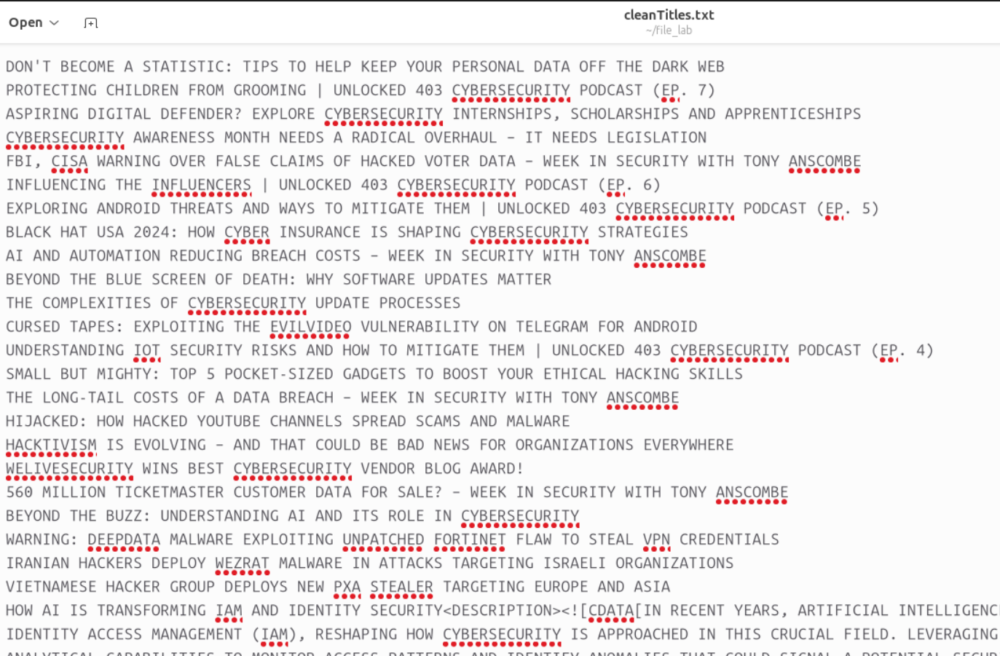 Open
cleanTitles.txt
~/file_lab
DON'T BECOME A STATISTIC: TIPS TO HELP KEEP YOUR PERSONAL DATA OFF THE DARK WEB
PROTECTING CHILDREN FROM GROOMING | UNLOCKED 403 CYBERSECURITY PODCAST (EP. 7)
ASPIRING DIGITAL DEFENDER? EXPLORE CYBERSECURITY INTERNSHIPS, SCHOLARSHIPS AND APPRENTICESHIPS
CYBERSECURITY AWARENESS MONTH NEEDS A RADICAL OVERHAUL – IT NEEDS LEGISLATION
FBI, CISA WARNING OVER FALSE CLAIMS OF HACKED VOTER DATA – WEEK IN SECURITY WITH TONY ANSCOMBE
INFLUENCING THE INFLUENCERS | UNLOCKED 403 CYBERSECURITY PODCAST (EP. 6)
EXPLORING ANDROID THREATS AND WAYS TO MITIGATE THEM | UNLOCKED 403 CYBERSECURITY PODCAST (EP. 5)
BLACK HAT USA 2024: HOW CYBER INSURANCE IS SHAPING CYBERSECURITY STRATEGIES
AI AND AUTOMATION REDUCING BREACH COSTS – WEEK IN SECURITY WITH TONY ANSCOMBE
BEYOND THE BLUE SCREEN OF DEATH: WHY SOFTWARE UPDATES MATTER
THE COMPLEXITIES OF CYBERSECURITY UPDATE PROCESSES
CURSED TAPES: EXPLOITING THE EVILVIDEO VULNERABILITY ON TELEGRAM FOR ANDROID
UNDERSTANDING IOT SECURITY RISKS AND HOW TO MITIGATE THEM | UNLOCKED 403 CYBERSECURITY PODCAST (EP. 4)
SMALL BUT MIGHTY: TOP 5 POCKET-SIZED GADGETS TO BOOST YOUR ETHICAL HACKING SKILLS
THE LONG-TAIL COSTS OF A DATA BREACH – WEEK IN SECURITY WITH TONY ANSCOMBE
HIJACKED: HOW HACKED YOUTUBE CHANNELS SPREAD SCAMS AND MALWARE
HACKTIVISM IS EVOLVING – AND THAT COULD BE BAD NEWS FOR ORGANIZATIONS EVERYWHERE
WELIVESECURITY WINS BEST CYBERSECURITY VENDOR BLOG AWARD!
560 MILLION TICKETMASTER CUSTOMER DATA FOR SALE? – WEEK IN SECURITY WITH TONY ANSCOMBE
BEYOND THE BUZZ: UNDERSTANDING AI AND ITS ROLE IN CYBERSECURITY
WARNING: DEEPDATA MALWARE EXPLOITING UNPATCHED FORTINET FLAW TO STEAL VPN CREDENTIALS
IRANIAN HACKERS DEPLOY WEZRAT MALWARE IN ATTACKS TARGETING ISRAELI ORGANIZATIONS
VIETNAMESE HACKER GROUP DEPLOYS NEW PXA STEALER TARGETING EUROPE AND ASIA
HOW AI IS TRANSFORMING IAM AND IDENTITY SECURITY<DESCRIPTION><![CDATA[IN RECENT YEARS, ARTIFICIAL INTELLIGENC
IDENTITY ACCESS MANAGEMENT (IAM), RESHAPING HOW CYBERSECURITY IS APPROACHED IN THIS CRUCIAL FIELD. LEVERAGING
ANALYTICAL CAPABILITIES TO MONITOR ACCESS PATTERNS AND IDENTIFY ANOMALIES THAT COULD SIGNAL A POTENTIAL